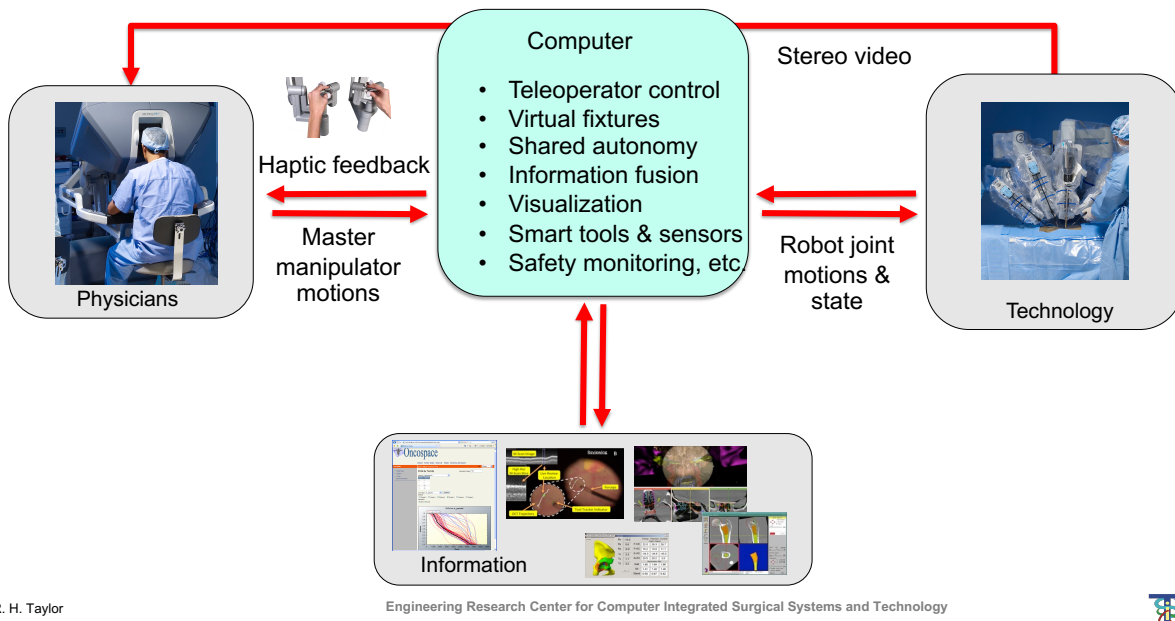 Computer
Stereo video
• Teleoperator control
• Virtual fixtures
• Shared autonomy
• Information fusion
• Visualization
• Smart tools & sensors
• Safety monitoring, etc.
Haptic feedback
Master
manipulator
motions
Physicians
Robot joint
motions &
state
Technology
Oncospace
Information
R. H. Taylor
Engineering Research Center for Computer Integrated Surgical Systems and Technology